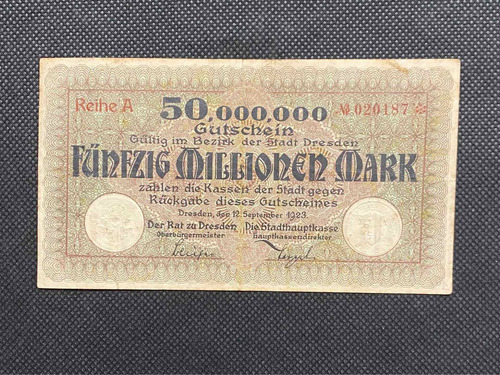 Reihe A 50.000.000 № 020187 *
Gutschein
Gültig im Bezirk der Stadt Dresden
FÜNFZIG MILLIONEN MARK
zahlen die Kassen der Stadt gegen
Rückgabe dieses Gutscheines
Dresden, den 12. September 1923.
Der Rat zu Dresden Die Stadthauptkasse
Oberbürgermeister Hauptkassendirektor